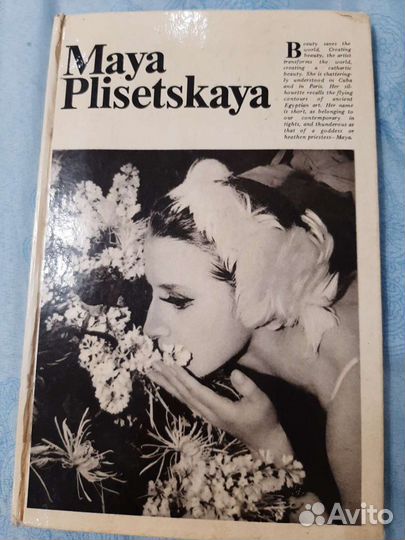 Maya
Plisetskaya
Beauty saves the
world. Creating
beauty, the artist
transforms the world,
creating a cathartic
beauty. She is shattering-
ly understood in Cuba
and in Paris. Her sil-
houette recalls the flying
contours of ancient
Egyptian art. Her name
is short, as belonging to
our contemporary in
tights, and thunderous as
that of a goddess or
heathen priestess—Maya.
Avito